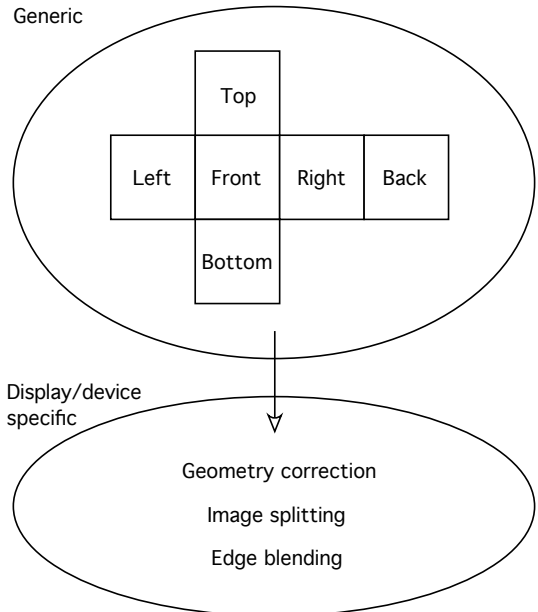 Generic
Top
Left
Front
Right
Back
Bottom
Display/device
specific
Geometry correction
Image splitting
Edge blending